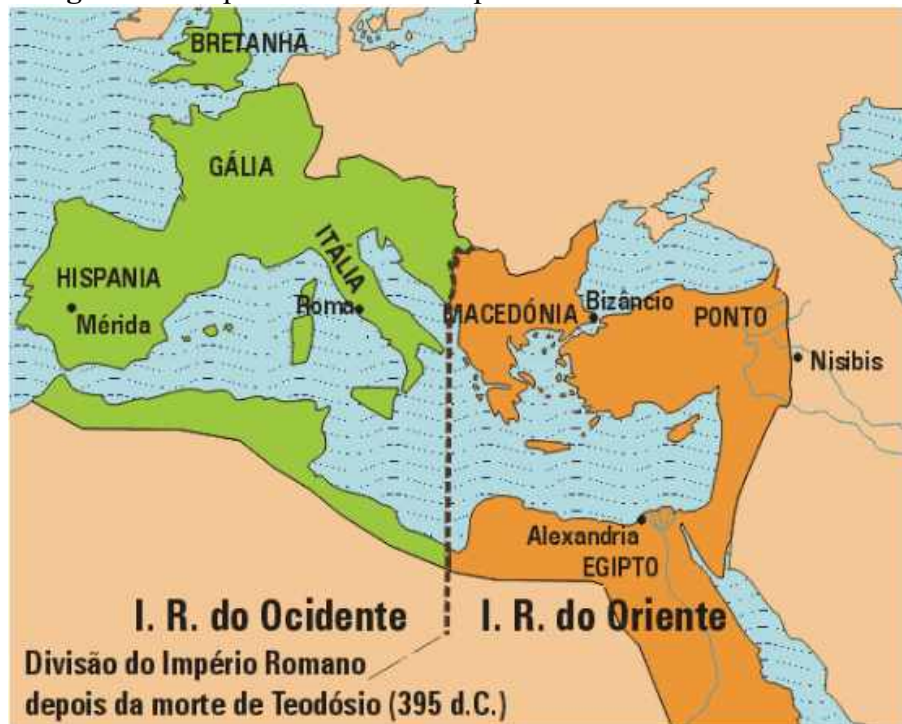 BRETANHA
GÁLIA
ITÁLIA
HISPANIA
Mérida
Roma
MACEDÓNIA
Bizâncio
PONTO
Nisibis
Alexandria
EGIPTO
I. R. do Ocidente
I. R. do Oriente
Divisão do Império Romano
depois da morte de Teodósio (395 d.C.)